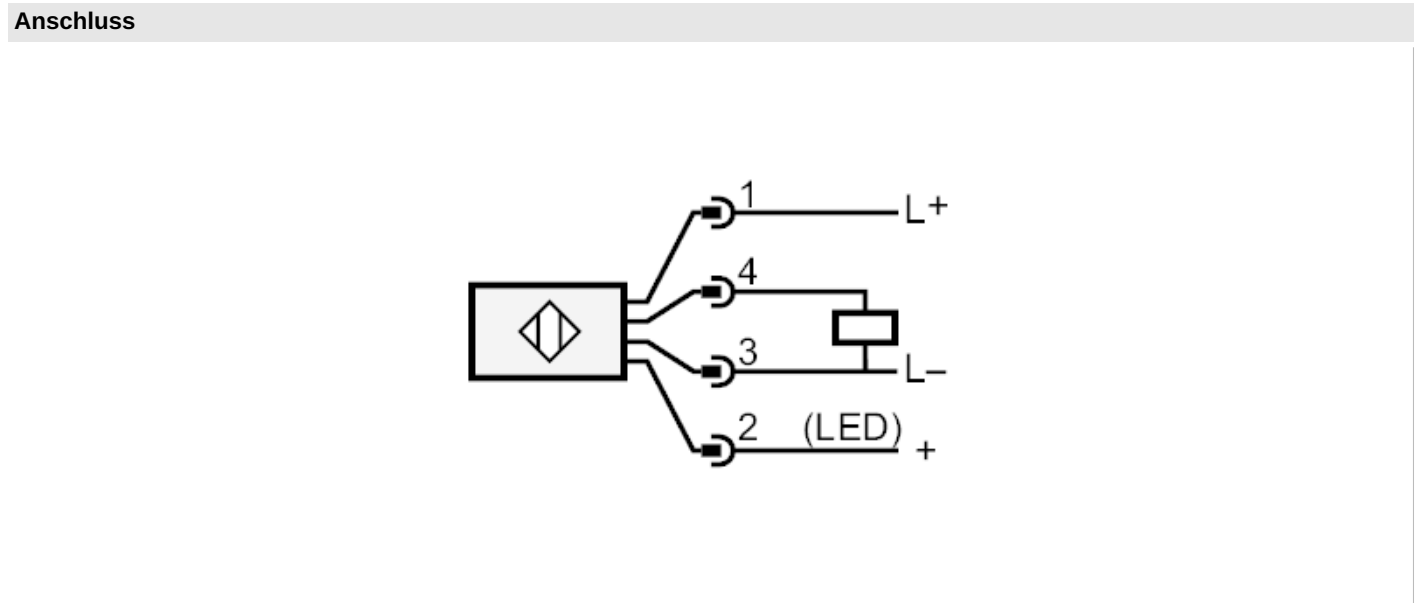 Anschluss
1 L+
4
3 L–
2 (LED) +